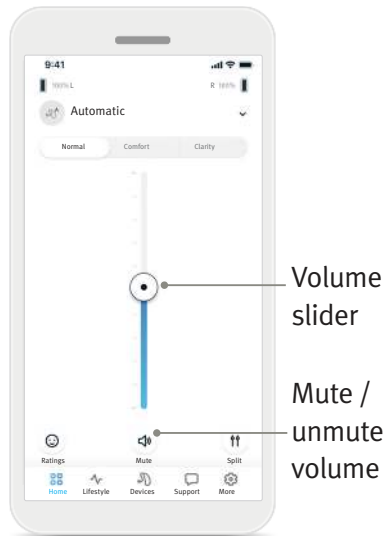 9:41
100% L
R 100%
Automatic
Normal Comfort Clarity
Volume
slider
Mute /
unmute
volume
Ratings Mute Split
Home Lifestyle Devices Support More